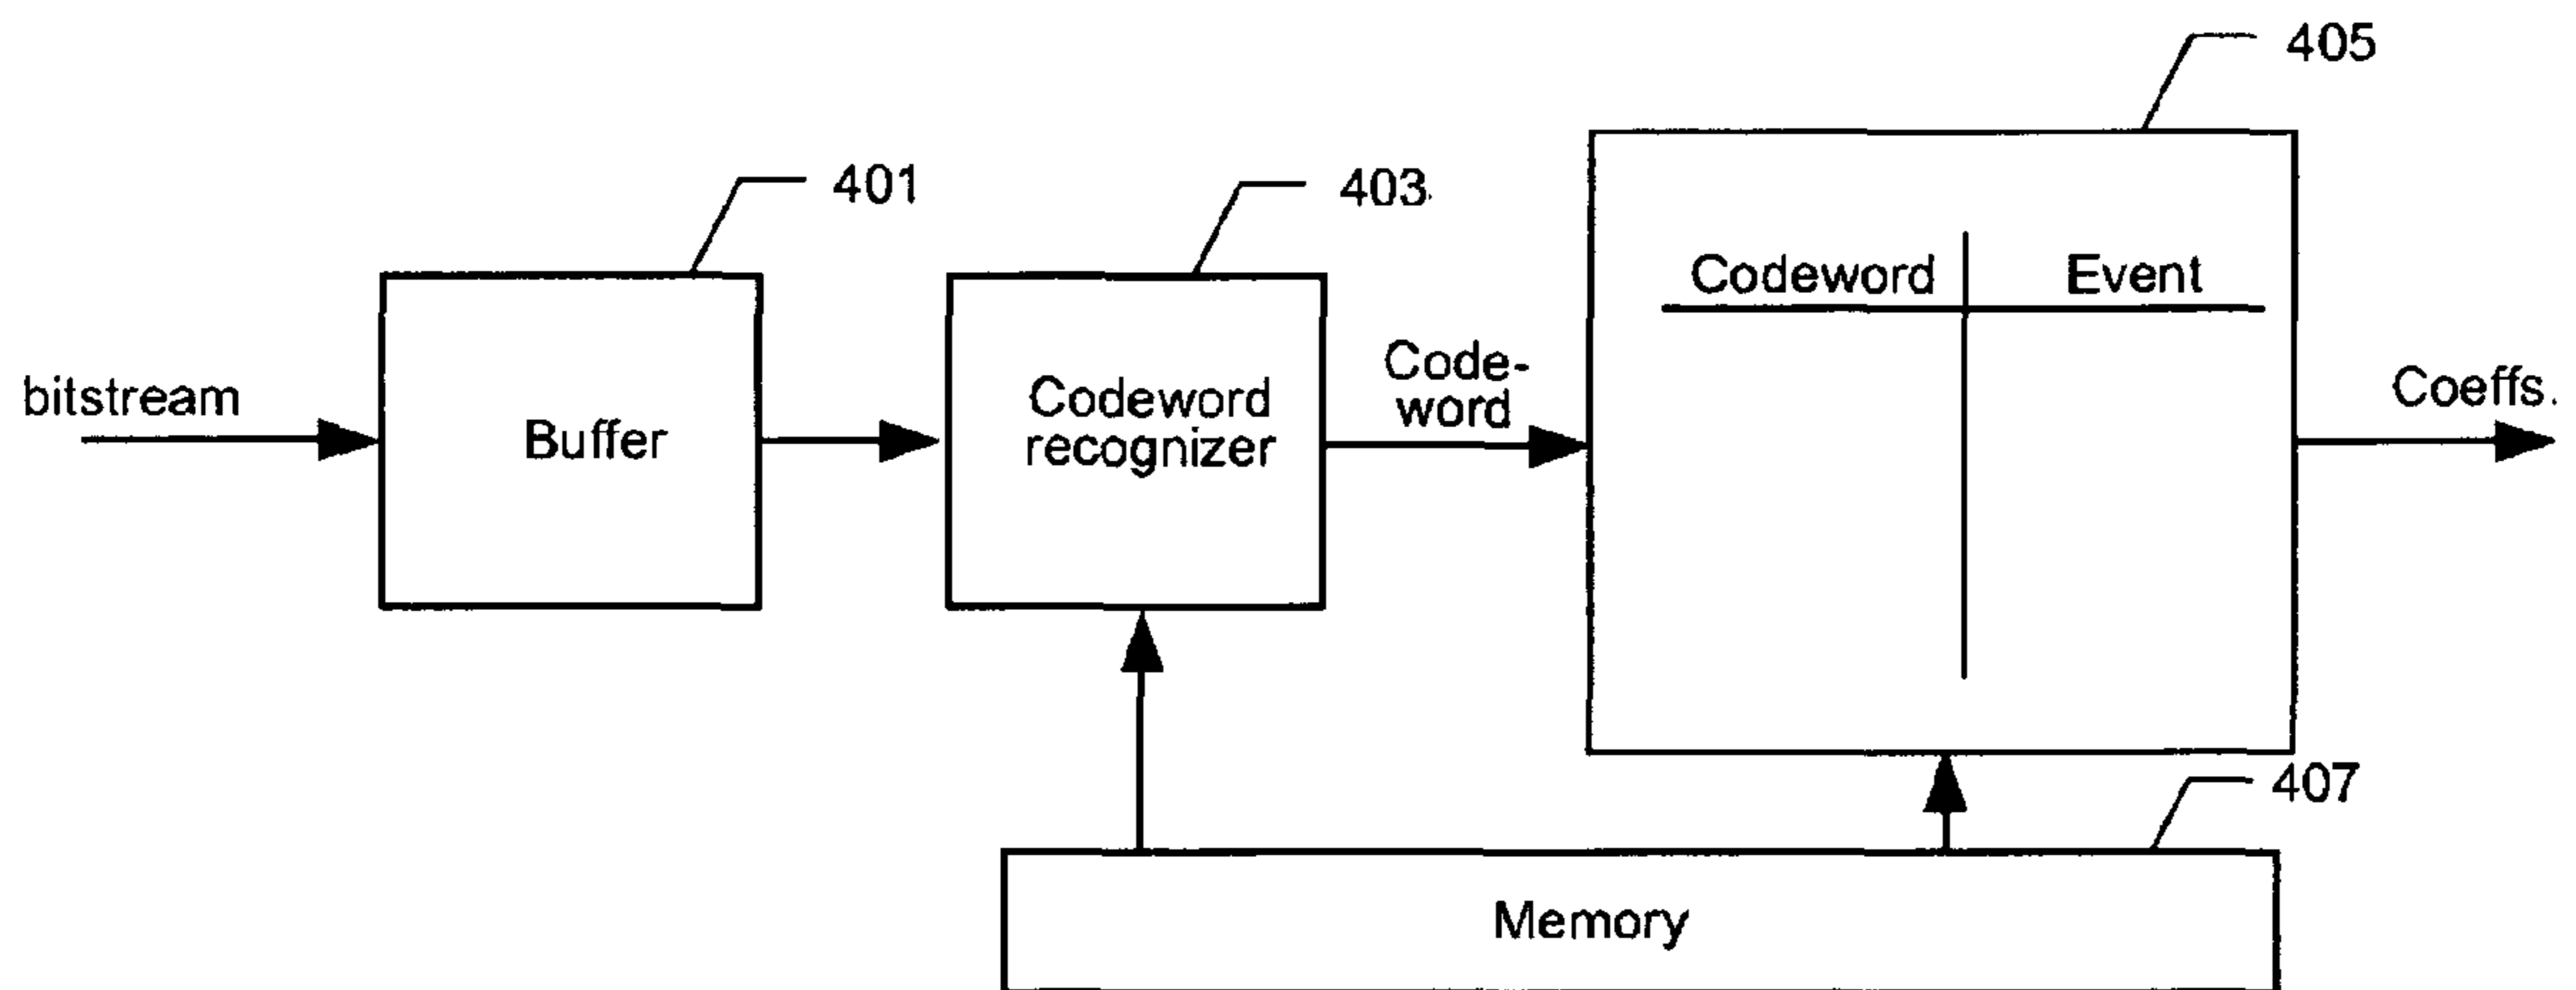 405
401
403
Codeword
Event
bitstream
Buffer
Codeword
recognizer
Code-
word
Coeffs.
407
Memory